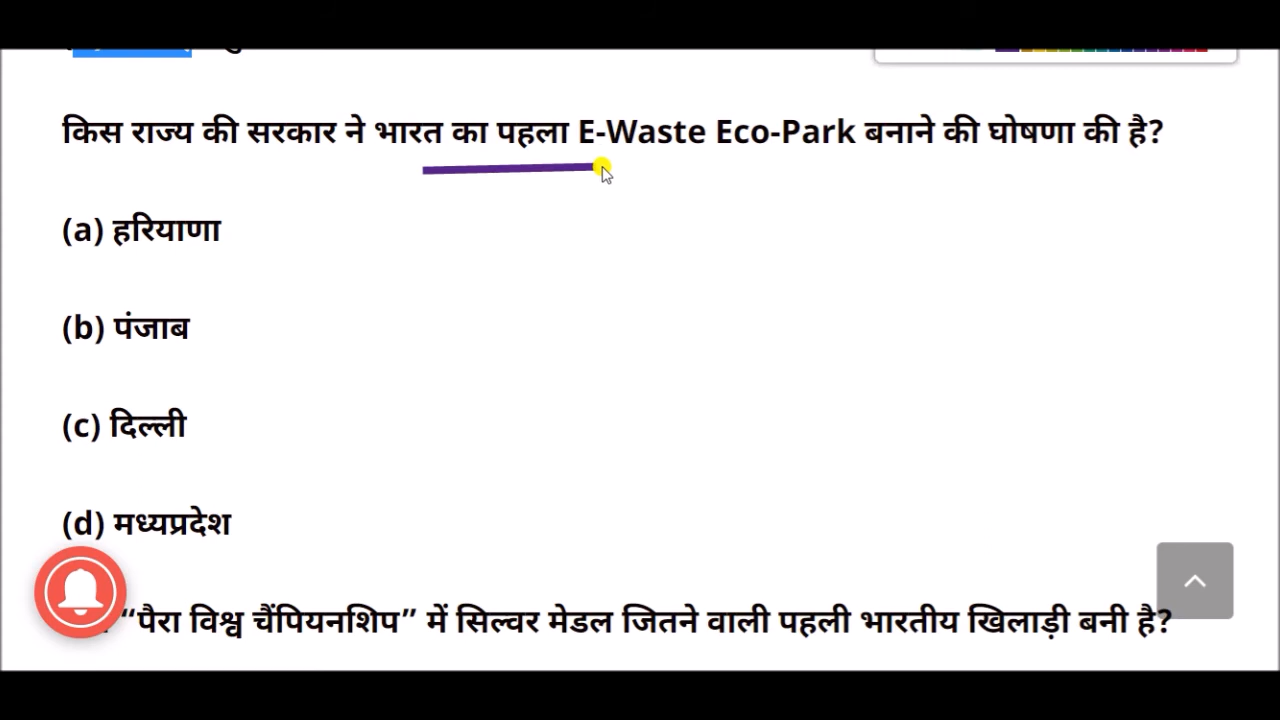 किस राज्य की सरकार ने भारत का पहला E-Waste Eco-Park बनाने की घोषणा की है?
(a) हरियाणा
(b) पंजाब
(c) दिल्ली
(d) मध्यप्रदेश
“पैरा विश्व चैंपियनशिप” में सिल्वर मेडल जितने वाली पहली भारतीय खिलाड़ी बनी है?